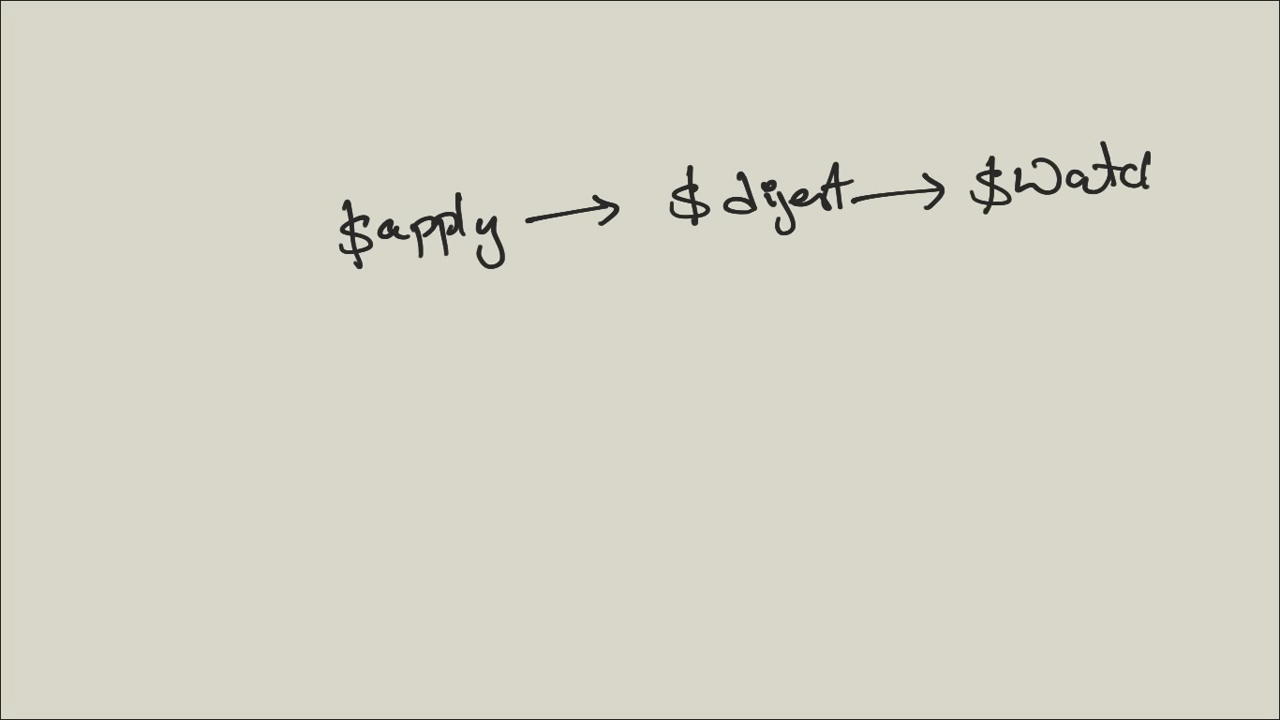 $apply → $digest → $watc